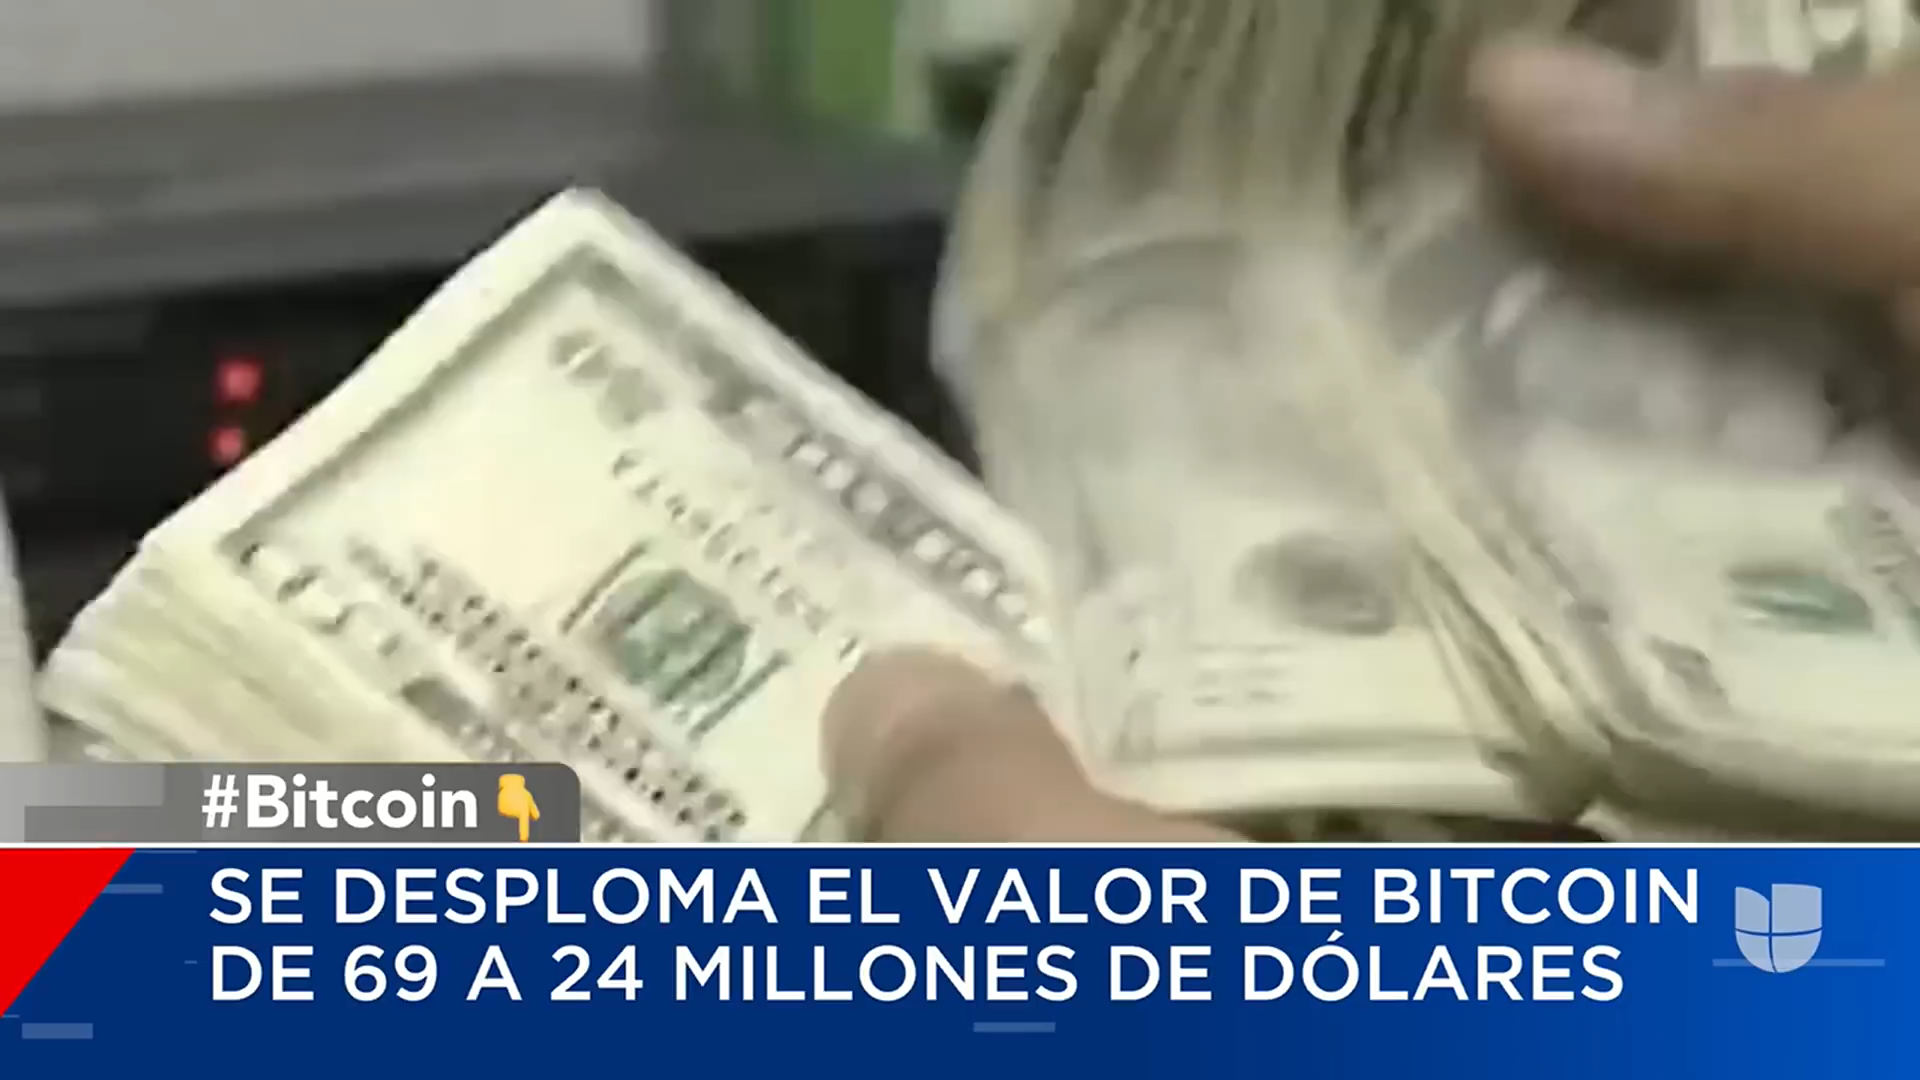 #Bitcoin👇
SE DESPLOMA EL VALOR DE BITCOIN
DE 69 A 24 MILLONES DE DÓLARES